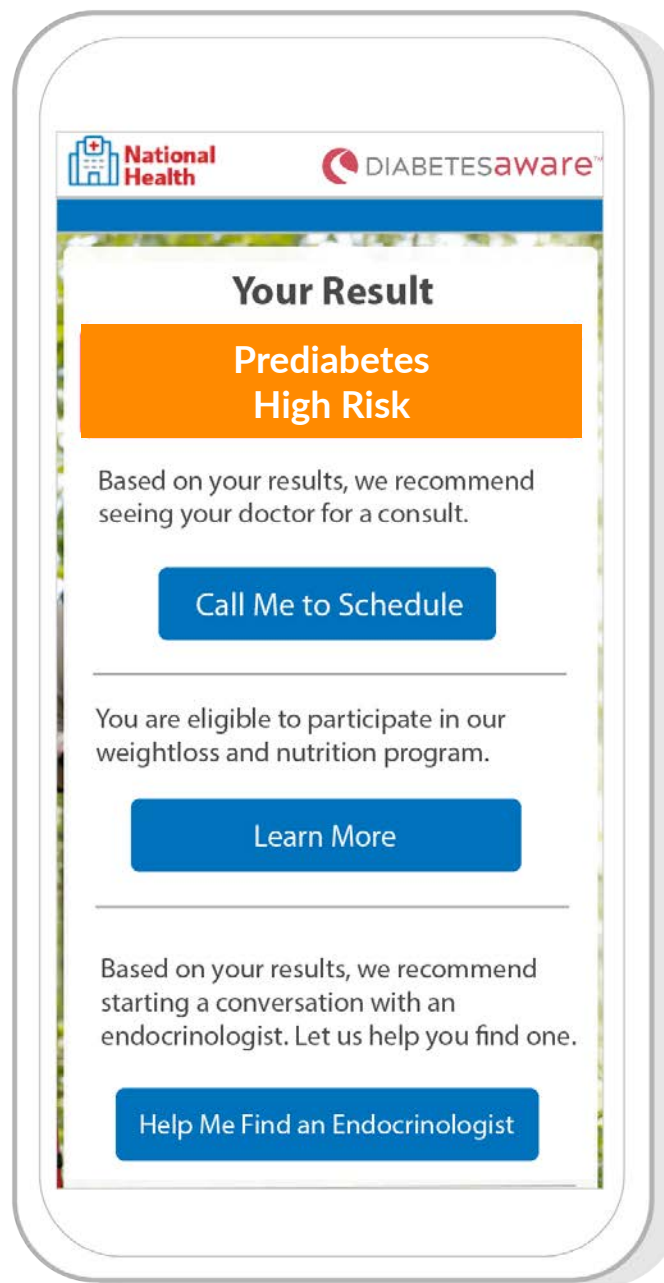 National
Health
DIABETESaware™
Your Result
Prediabetes
High Risk
Based on your results, we recommend
seeing your doctor for a consult.
Call Me to Schedule
You are eligible to participate in our
weightloss and nutrition program.
Learn More
Based on your results, we recommend
starting a conversation with an
endocrinologist. Let us help you find one.
Help Me Find an Endocrinologist